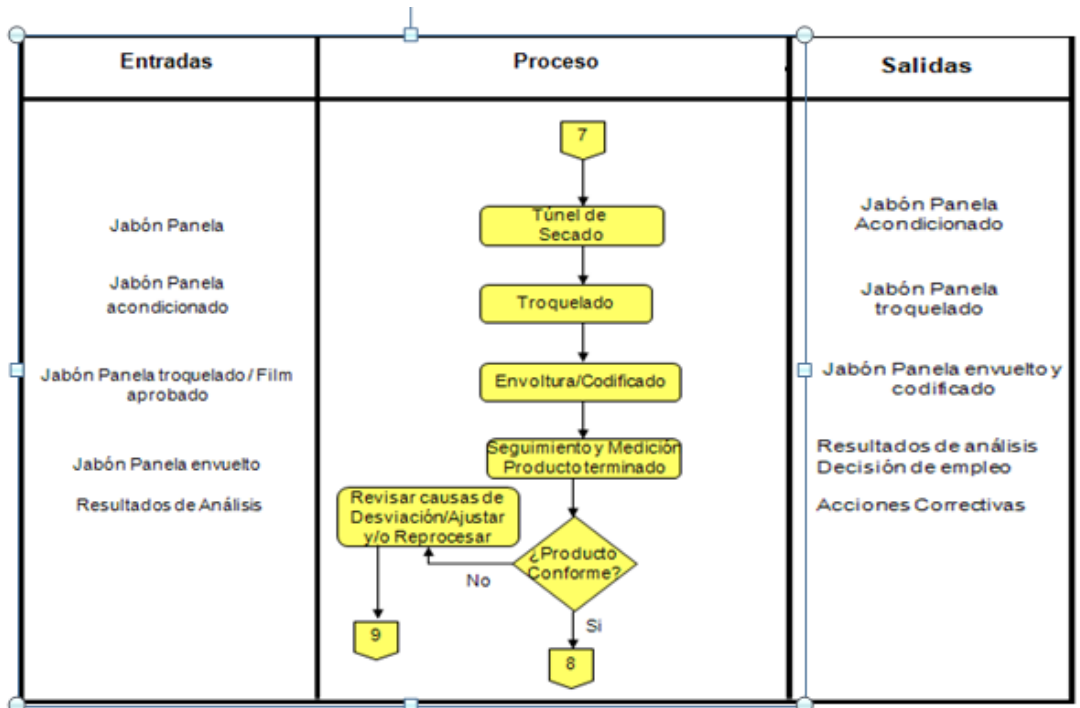 Entradas
Proceso
Salidas
7
Jabón Panela
Túnel de
Secado
Jabón Panela
Acondicionado
Jabón Panela
acondicionado
Troquelado
Jabón Panela
troquelado
Jabón Panela troquelado / Film
aprobado
Envoltura/Codificado
Jabón Panela envuelto y
codificado
Jabón Panela envuelto
Seguimiento y Medición
Producto terminado
Resultados de análisis
Decisión de empleo
Resultados de Análisis
Revisar causas de
Desviación/Ajustar
y/o Reprocesar
Acciones Correctivas
¿Producto
Conforme?
No
Si
9
8